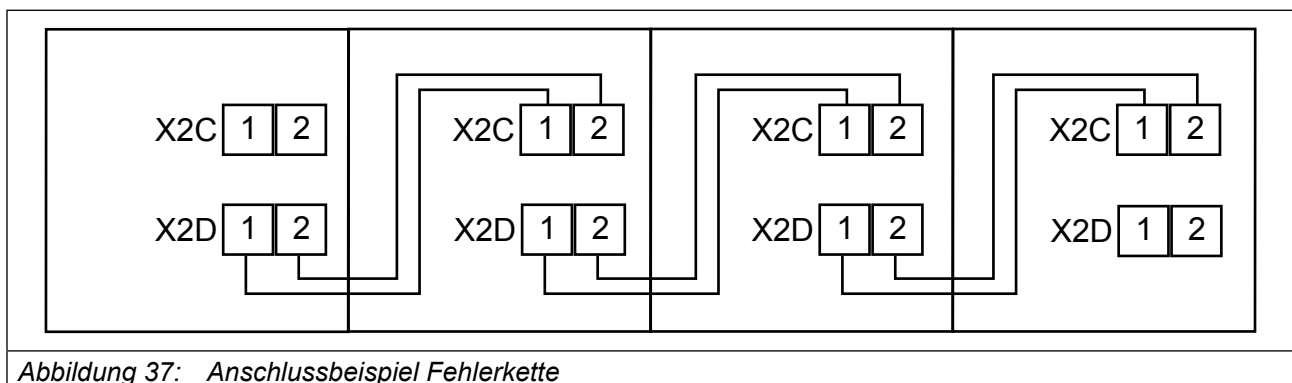 X2C 1 2 X2C 1 2 X2C 1 2 X2C 1 2
X2D 1 2 X2D 1 2 X2D 1 2 X2D 1 2
Abbildung 37: Anschlussbeispiel Fehlerkette